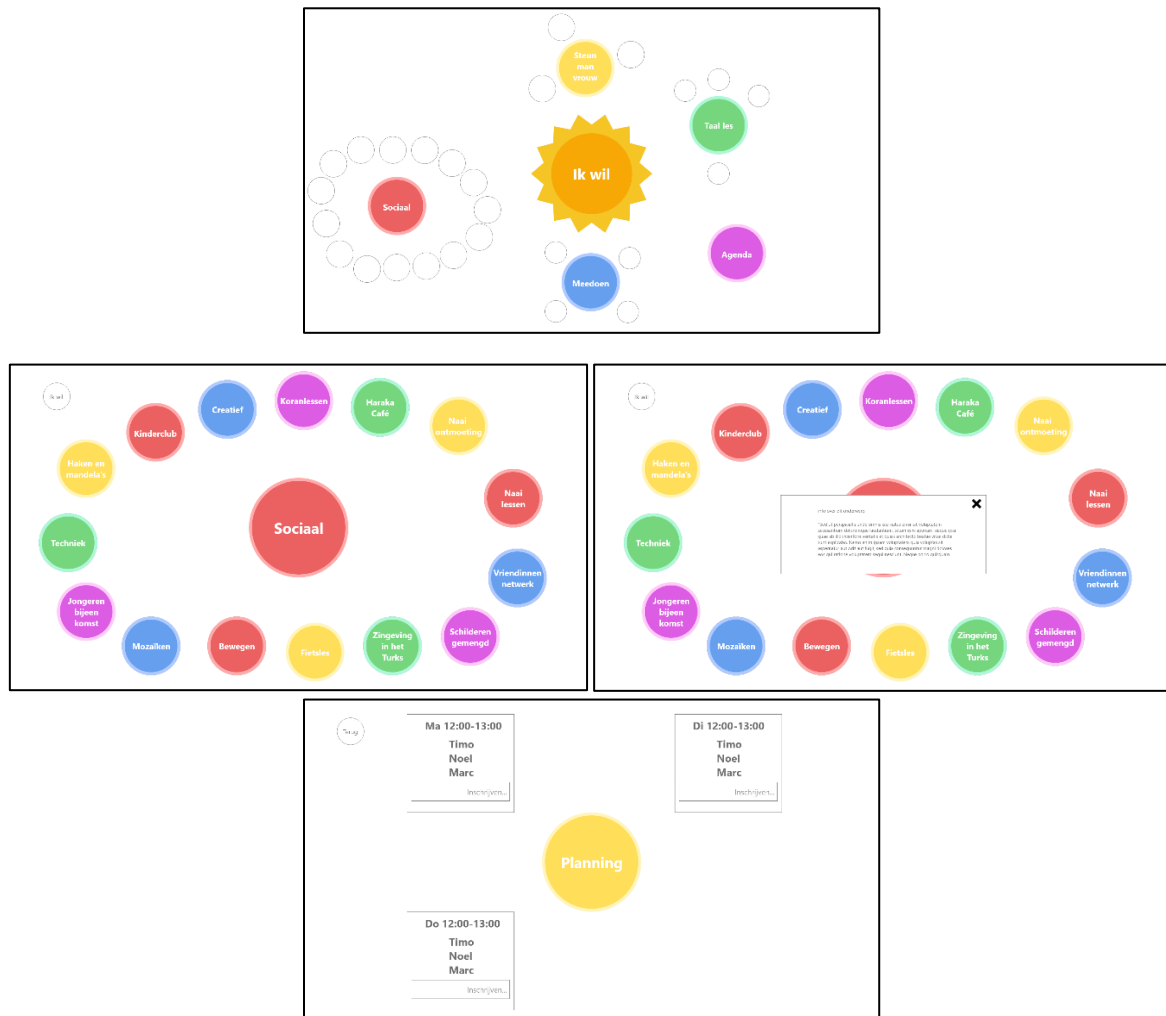 Steun
man
vrouw
Taal les
Ik wil
Sociaal
Agenda
Meedoen
Ik wil
Creatief
Koranlessen
Haraka
Café
Naai
ontmoeting
Kinderclub
Haken en
mandela's
Naai
lessen
Sociaal
Techniek
Vriendinnen
netwerk
Jongeren
bijeen
komst
Mozaïken
Bewegen
Fietsles
Zingeving
in het
Turks
Schilderen
gemengd
Ik wil
Creatief
Koranlessen
Haraka
Café
Naai
ontmoeting
Kinderclub
Haken en
mandela's
Naai
lessen
Techniek
Vriendinnen
netwerk
Jongeren
bijeen
komst
Mozaïken
Bewegen
Fietsles
Zingeving
in het
Turks
Schilderen
gemengd
Terug
Ma 12:00-13:00
Timo
Noel
Marc
Inschrijven...
Di 12:00-13:00
Timo
Noel
Marc
Inschrijven...
Planning
Do 12:00-13:00
Timo
Noel
Marc
Inschrijven...